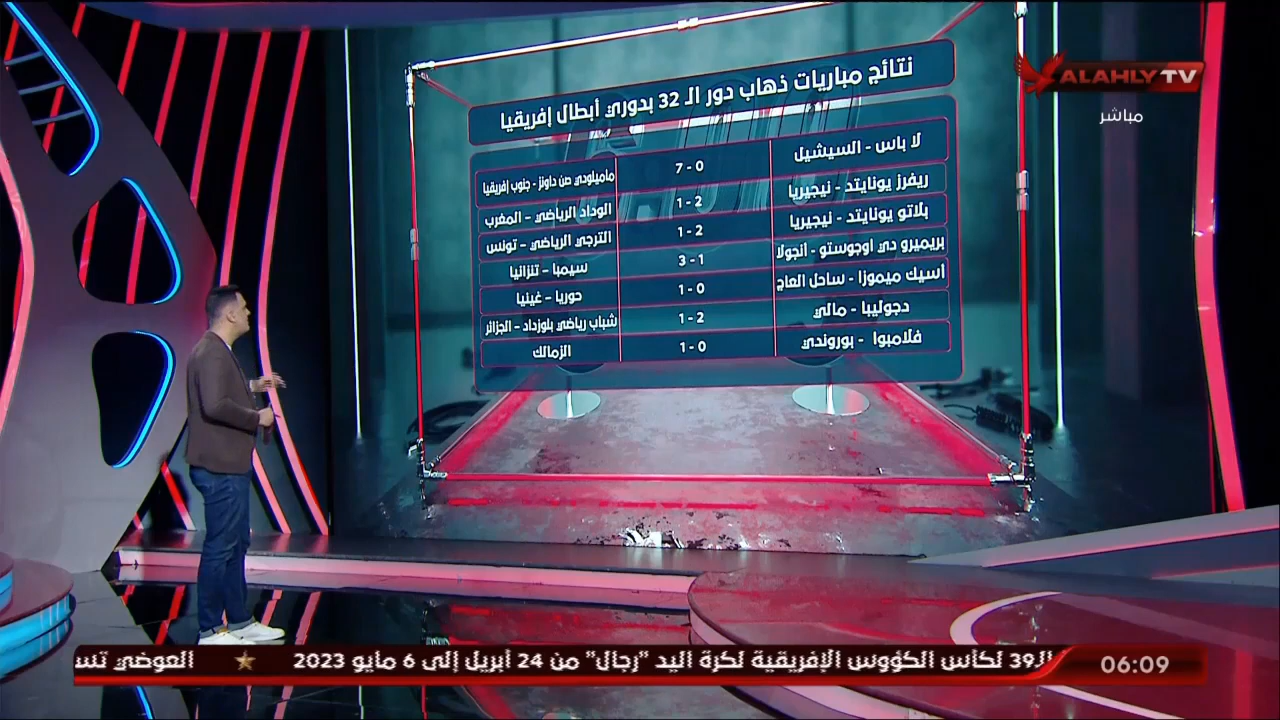 ALAHLY TV
مباشر
نتائج مباريات ذهاب دور الـ 32 بدوري أبطال إفريقيا
لا باس - السيشيل 7 - 0 ماميلودي صن داونز - جنوب إفريقيا
ريفرز يونايتد - نيجيريا 1 - 2 الوداد الرياضي – المغرب
بلاتو يونايتد - نيجيريا 1 - 2 الترجي الرياضي – تونس
بريميرو دي اوجوستو - انجولا 3 - 1 سيمبا – تنزانيا
اسيك ميموزا - ساحل العاج 1 - 0 حوريا – غينيا
دجوليبا - مالي 1 - 2 شباب رياضي بلوزداد - الجزائر
فلامبوا - بوروندي 1 - 0 الزمالك
الـ39 لكأس الكؤوس الإفريقية لكرة اليد "رجال" من 24 أبريل إلى 6 مايو 2023 العوضي تس
06:09